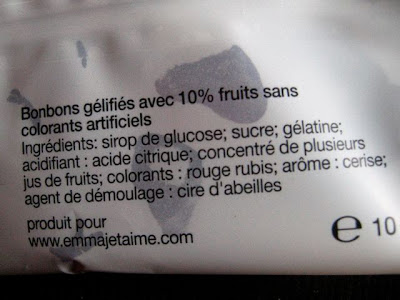 Bonbons gélifiés avec 10% fruits sans
colorants artificiels
Ingrédients: sirop de glucose; sucre; gélatine;
acidifiant : acide citrique; concentré de plusieurs
jus de fruits; colorants : rouge rubis; arôme : cerise;
agent de démoulage : cire d'abeilles
produit pour
www.emmajetaime.com
℮ 10